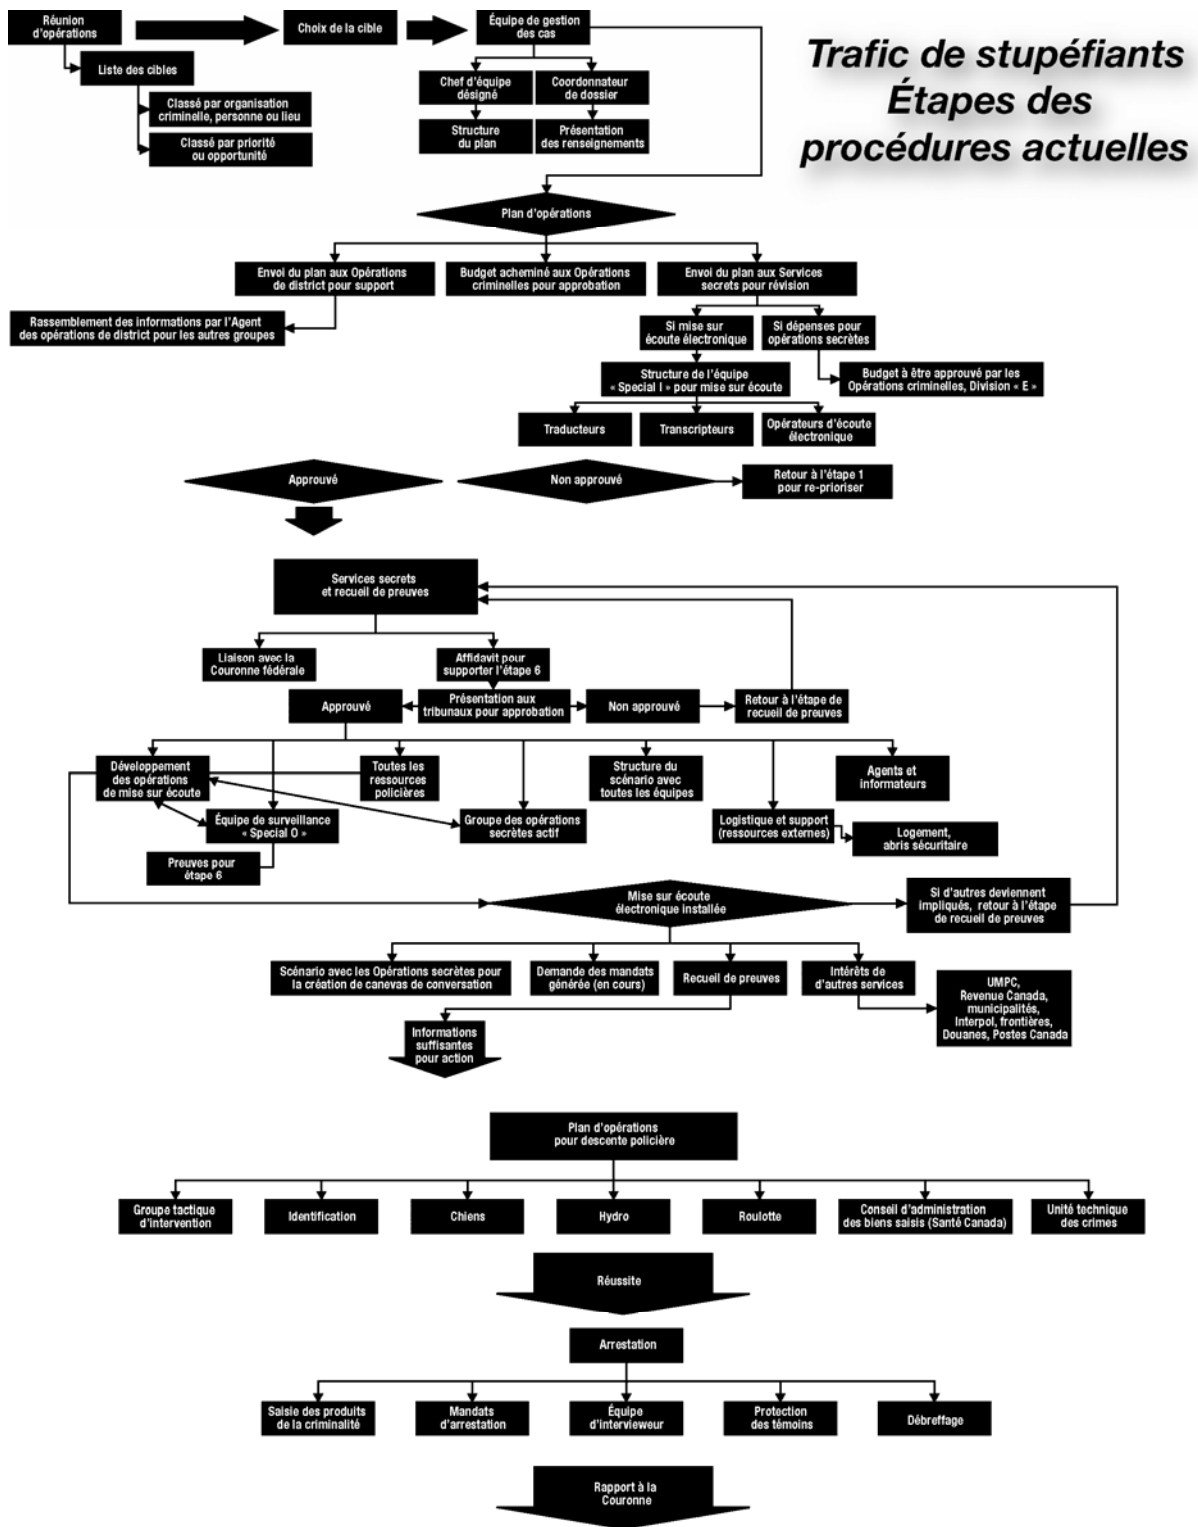 Réunion
d'opérations
Choix de la cible
Équipe de gestion
des cas
Trafic de stupéfiants
Étapes des
procédures actuelles
Liste des cibles
Classé par organisation
criminelle, personne ou lieu
Classé par priorité
ou opportunité
Chef d'équipe
désigné
Coordonnateur
de dossier
Structure
du plan
Présentation
des renseignements
Plan d'opérations
Envoi du plan aux Opérations
de district pour support
Budget acheminé aux Opérations
criminelles pour approbation
Envoi du plan aux Services
secrets pour révision
Rassemblement des informations par l'Agent
des opérations de district pour les autres groupes
Si mise sur
écoute électronique
Si dépenses pour
opérations secrètes
Structure de l'équipe
« Special I » pour mise sur écoute
Budget à être approuvé par les
Opérations criminelles, Division « E »
Traducteurs
Transcripteurs
Opérateurs d'écoute
électronique
Approuvé
Non approuvé
Retour à l'étape 1
pour re-prioriser
Services secrets
et recueil de preuves
Liaison avec la
Couronne fédérale
Affidavit pour
supporter l'étape 6
Approuvé
Présentation aux
tribunaux pour approbation
Non approuvé
Retour à l'étape de
recueil de preuves
Développement
des opérations
de mise sur écoute
Toutes les
ressources
policières
Structure du
scénario avec
toutes les équipes
Agents et
informateurs
Équipe de surveillance
« Special O »
Groupe des opérations
secrètes actif
Logistique et support
(ressources externes)
Logement,
abris sécuritaire
Preuves pour
étape 6
Mise sur écoute
électronique installée
Si d'autres deviennent
impliqués, retour à l'étape
de recueil de preuves
Scénario avec les Opérations secrètes pour
la création de canevas de conversation
Demande des mandats
générée (en cours)
Recueil de preuves
Intérêts de
d'autres services
UMPC,
Revenue Canada,
municipalités,
Interpol, frontières,
Douanes, Postes Canada
Informations
suffisantes
pour action
Plan d'opérations
pour descente policière
Groupe tactique
d'intervention
Identification
Chiens
Hydro
Roulotte
Conseil d'administration
des biens saisis (Santé Canada)
Unité technique
des crimes
Réussite
Arrestation
Saisie des produits
de la criminalité
Mandats
d'arrestation
Équipe
d'intervieweur
Protection
des témoins
Débreffage
Rapport à la
Couronne